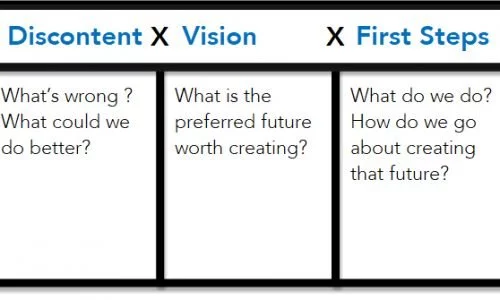 Discontent X Vision X First Steps
What's wrong ?
What could we
do better?
What is the
preferred future
worth creating?
What do we do?
How do we go
about creating
that future?